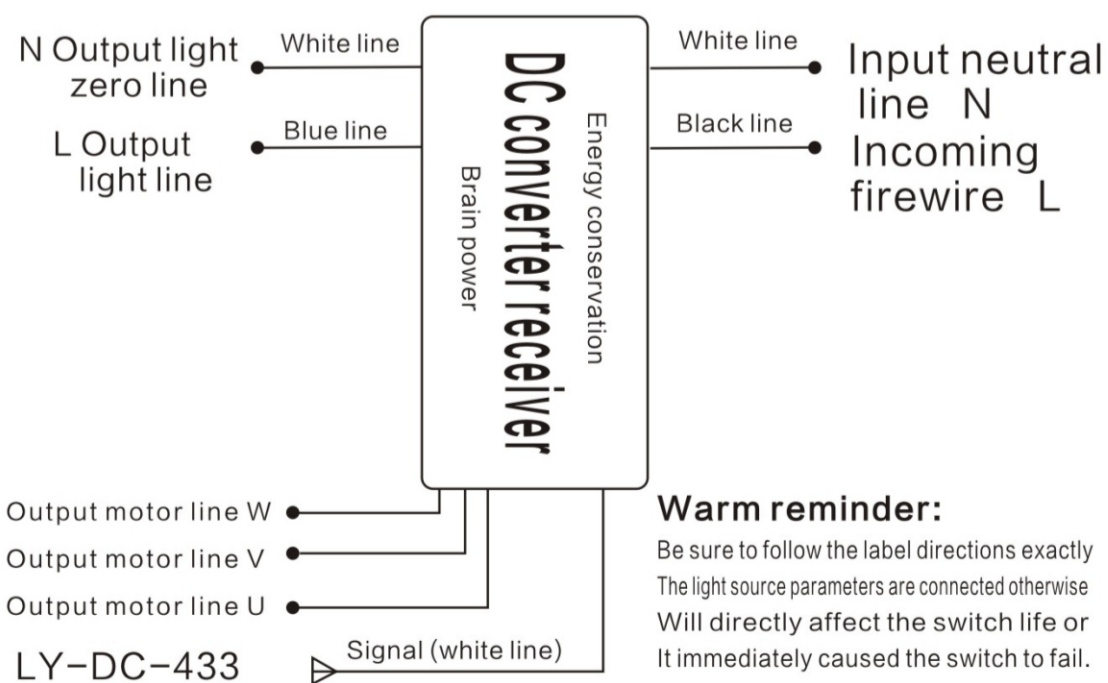 N Output light
zero line
White line
L Output
light line
Blue line
DC converter receiver
Energy conservation
Brain power
White line
Input neutral
line N
Black line
Incoming
firewire L
Output motor line W
Output motor line V
Output motor line U
LY-DC-433
Signal (white line)
Warm reminder:
Be sure to follow the label directions exactly
The light source parameters are connected otherwise
Will directly affect the switch life or
It immediately caused the switch to fail.